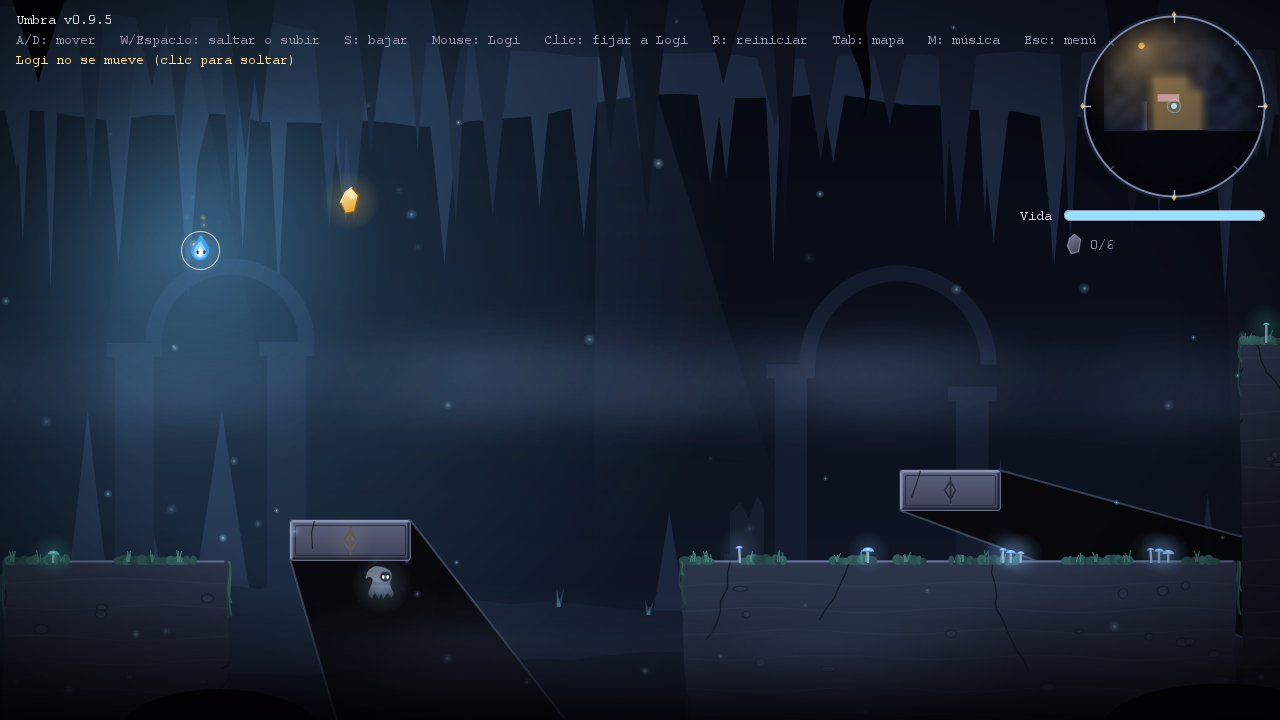 Umbra v0.9.5
A/D: mover   W/Espacio: saltar o subir   S: bajar   Mouse: Logi   Clic: fijar a Logi   R: reiniciar   Tab: mapa   M: música   Esc: menú
Logi no se mueve (clic para soltar)
Vida
0/6